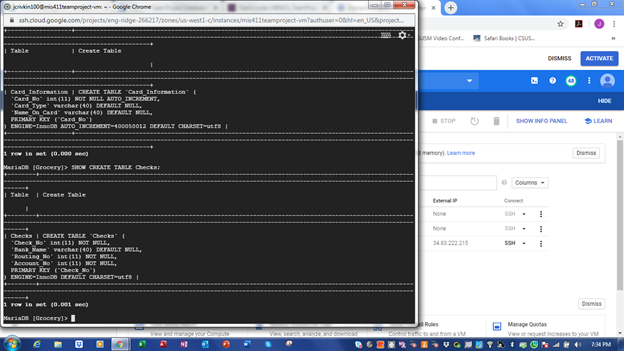 jcrivkin100@mis411teamproject-vm: ~ - Google Chrome
ssh.cloud.google.com/projects/eng-ridge-266217/zones/us-west1-c/instances/mis411teamproject-vm?authuser=0&hl=en_US&project...
| Table | Create Table
|
| Card_Information | CREATE TABLE `Card_Information` (
`Card_No` int(11) NOT NULL AUTO_INCREMENT,
`Card_Type` varchar(40) DEFAULT NULL,
`Name_On_Card` varchar(40) DEFAULT NULL,
PRIMARY KEY (`Card_No`)
) ENGINE=InnoDB AUTO_INCREMENT=400050012 DEFAULT CHARSET=utf8 |
1 row in set (0.000 sec)
MariaDB [Grocery]> SHOW CREATE TABLE Checks;
| Table | Create Table
|
| Checks | CREATE TABLE `Checks` (
`Check_No` int(11) NOT NULL,
`Bank_Name` varchar(40) DEFAULT NULL,
`Routing_No` int(11) NOT NULL,
`Account_No` int(11) NOT NULL,
PRIMARY KEY (`Check_No`)
) ENGINE=InnoDB DEFAULT CHARSET=utf8 |
1 row in set (0.001 sec)
MariaDB [Grocery]>
USM Video Conf...
Safari Books | CSUS...
DISMISS
ACTIVATE
48
HIDE
STOP
SHOW INFO PANEL
LEARN
memory). Learn more
Dismiss
Columns
External IP
Connect
None
SSH
None
SSH
34.83.222.215
SSH
Dismiss
View and manage your Compute
View, search, analyze, and download
Rules
Control traffic to and from a VM
Manage Quotas
View or request increases to your VM
7:34 PM